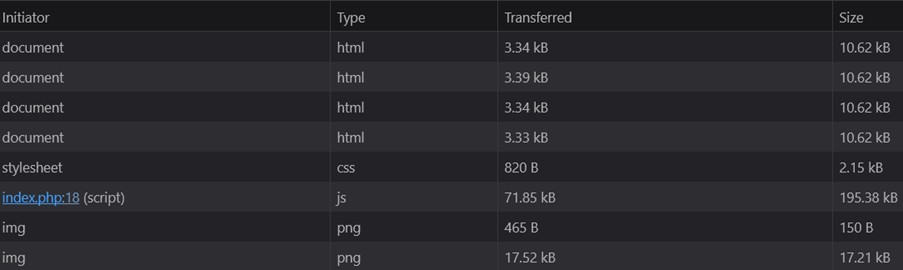 Initiator Type Transferred Size
document html 3.34 kB 10.62 kB
document html 3.39 kB 10.62 kB
document html 3.34 kB 10.62 kB
document html 3.33 kB 10.62 kB
stylesheet css 820 B 2.15 kB
index.php:18 (script) js 71.85 kB 195.38 kB
img png 465 B 150 B
img png 17.52 kB 17.21 kB